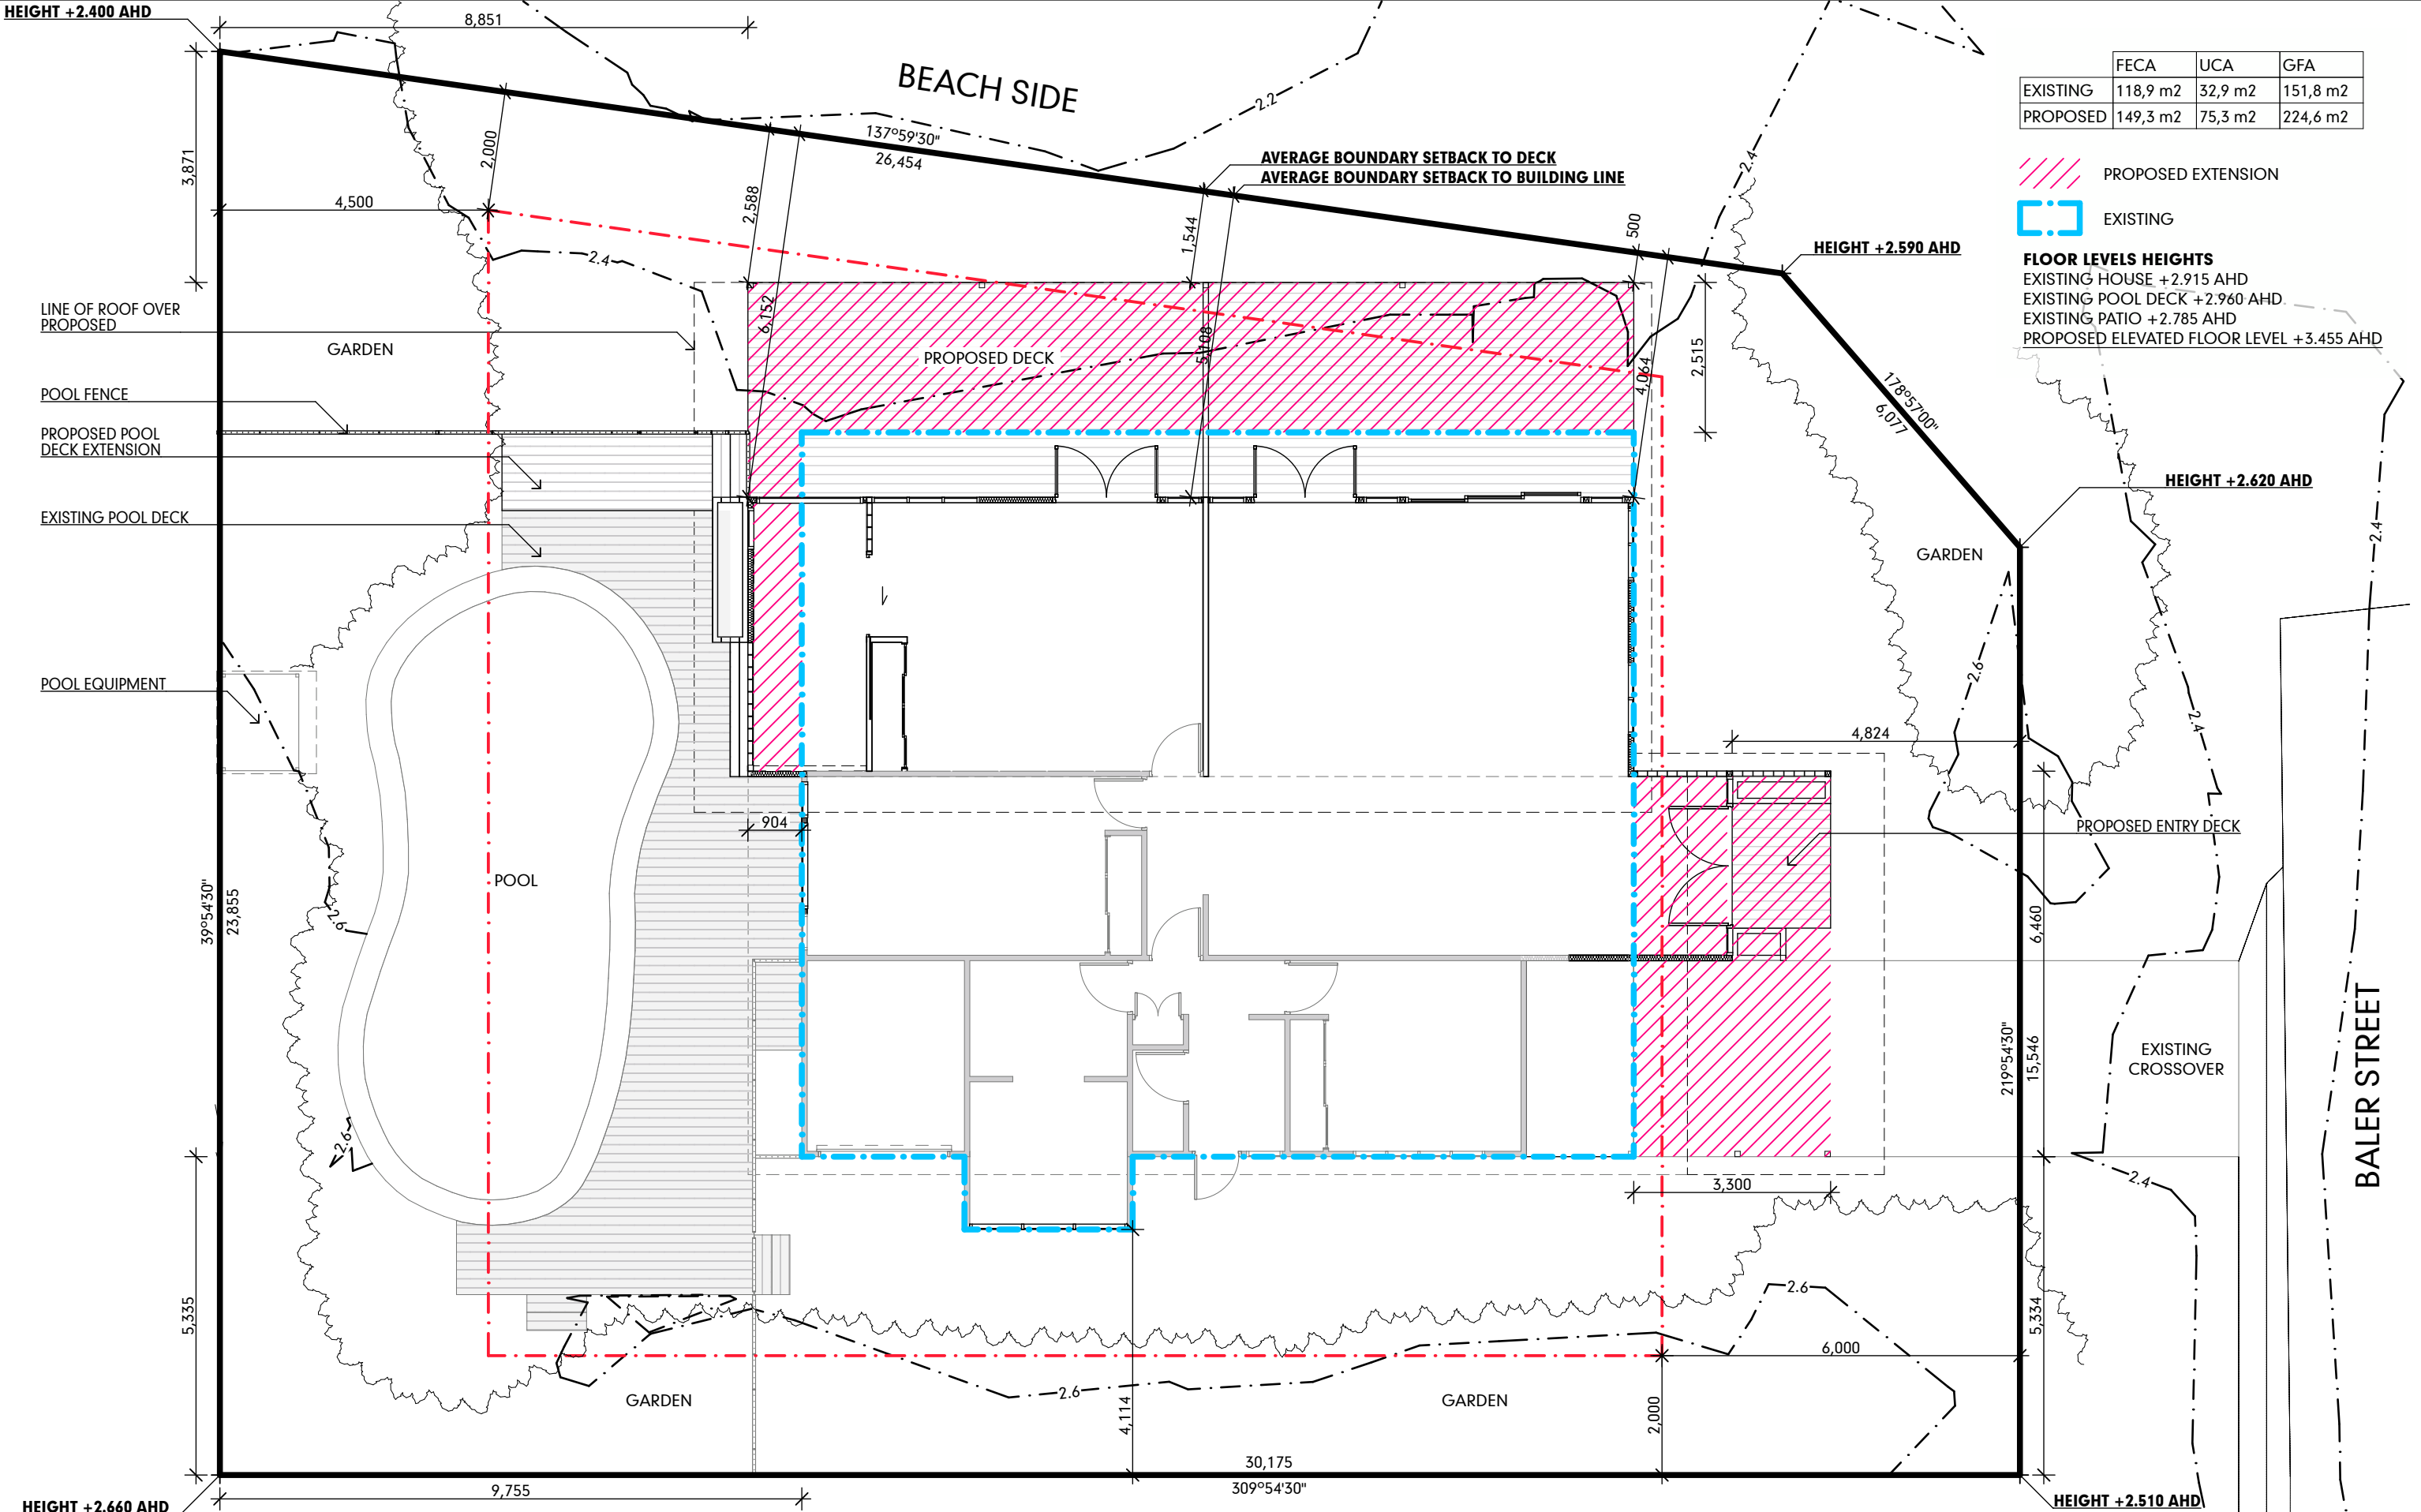 HEIGHT +2.400 AHD
8,851
BEACH SIDE
2.2
137°59'30"
26,454
AVERAGE BOUNDARY SETBACK TO DECK
AVERAGE BOUNDARY SETBACK TO BUILDING LINE
2.4
FECA UCA GFA
EXISTING 118,9 m2 32,9 m2 151,8 m2
PROPOSED 149,3 m2 75,3 m2 224,6 m2
PROPOSED EXTENSION
EXISTING
FLOOR LEVELS HEIGHTS
EXISTING HOUSE +2.915 AHD
EXISTING POOL DECK +2.960 AHD
EXISTING PATIO +2.785 AHD
PROPOSED ELEVATED FLOOR LEVEL +3.455 AHD
3,871
2,000
4,500
2,588
1,544
500
HEIGHT +2.590 AHD
2.4
LINE OF ROOF OVER
PROPOSED
GARDEN
6,152
PROPOSED DECK
5,108
4,064
2,515
178°57'00"
6,077
POOL FENCE
PROPOSED POOL
DECK EXTENSION
EXISTING POOL DECK
HEIGHT +2.620 AHD
2.4
GARDEN
POOL EQUIPMENT
2.6
2.4
4,824
904
PROPOSED ENTRY DECK
POOL
39°54'30"
23,855
2.6
6,460
2.6
219°54'30"
15,546
EXISTING
CROSSOVER
BALER STREET
2.4
3,300
5,335
5,334
2.6
6,000
GARDEN
2.6
4,114
GARDEN
2,000
30,175
309°54'30"
9,755
HEIGHT +2.660 AHD
HEIGHT +2.510 AHD